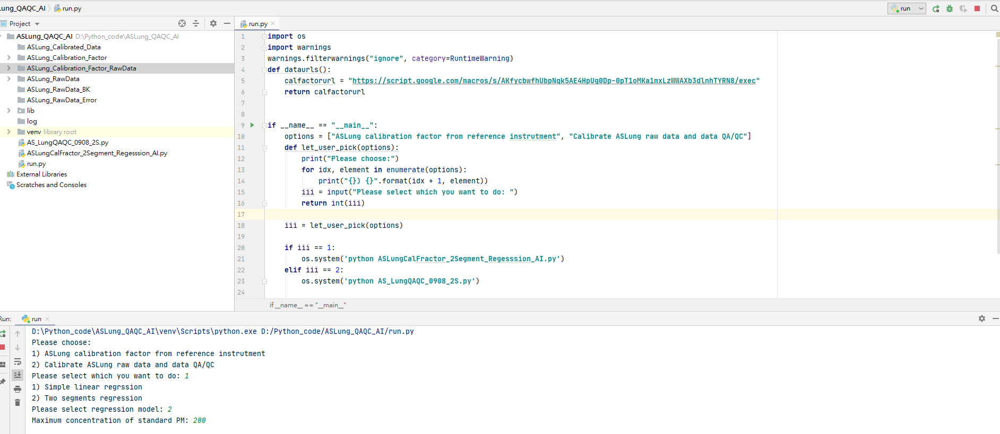 Lung_QAQC_AI
run.py
run
Project
ASLung_QAQC_AI D:\Python_code\ASLung_QAQC_AI
ASLung_Calibrated_Data
ASLung_Calibration_Factor
ASLung_Calibration_Factor_RawData
ASLung_RawData
ASLung_RawData_BK
ASLung_RawData_Error
lib
log
venv library root
AS_LungQAQC_0908_2S.py
ASLungCalFractor_2Segment_Regesssion_AI.py
run.py
External Libraries
Scratches and Consoles
run.py
1 import os
2 import warnings
3 warnings.filterwarnings("ignore", category=RuntimeWarning)
4 def dataurls():
5 calfactorurl = "https://script.google.com/macros/s/AKfycbwfhUbpNqk5AE4HpUg0Dp-0pT1oMKa1mxLzWWAXb3dlnhTYRN8/exec"
6 return calfactorurl
7
8
9 if __name__ == "__main__":
10 options = ["ASLung calibration factor from reference instrutment", "Calibrate ASLung raw data and data QA/QC"]
11 def let_user_pick(options):
12 print("Please choose:")
13 for idx, element in enumerate(options):
14 print("{}) {}".format(idx + 1, element))
15 iii = input("Please select which you want to do: ")
16 return int(iii)
17
18 iii = let_user_pick(options)
19
20 if iii == 1:
21 os.system('python ASLungCalFractor_2Segment_Regesssion_AI.py')
22 elif iii == 2:
23 os.system('python AS_LungQAQC_0908_2S.py')
24
if __name__ == "__main__"
Run: run
D:\Python_code\ASLung_QAQC_AI\venv\Scripts\python.exe D:/Python_code/ASLung_QAQC_AI/run.py
Please choose:
1) ASLung calibration factor from reference instrutment
2) Calibrate ASLung raw data and data QA/QC
Please select which you want to do: 1
1) Simple linear regrssion
2) Two segments regression
Please select regression model: 2
Maximum concentration of standard PM: 200